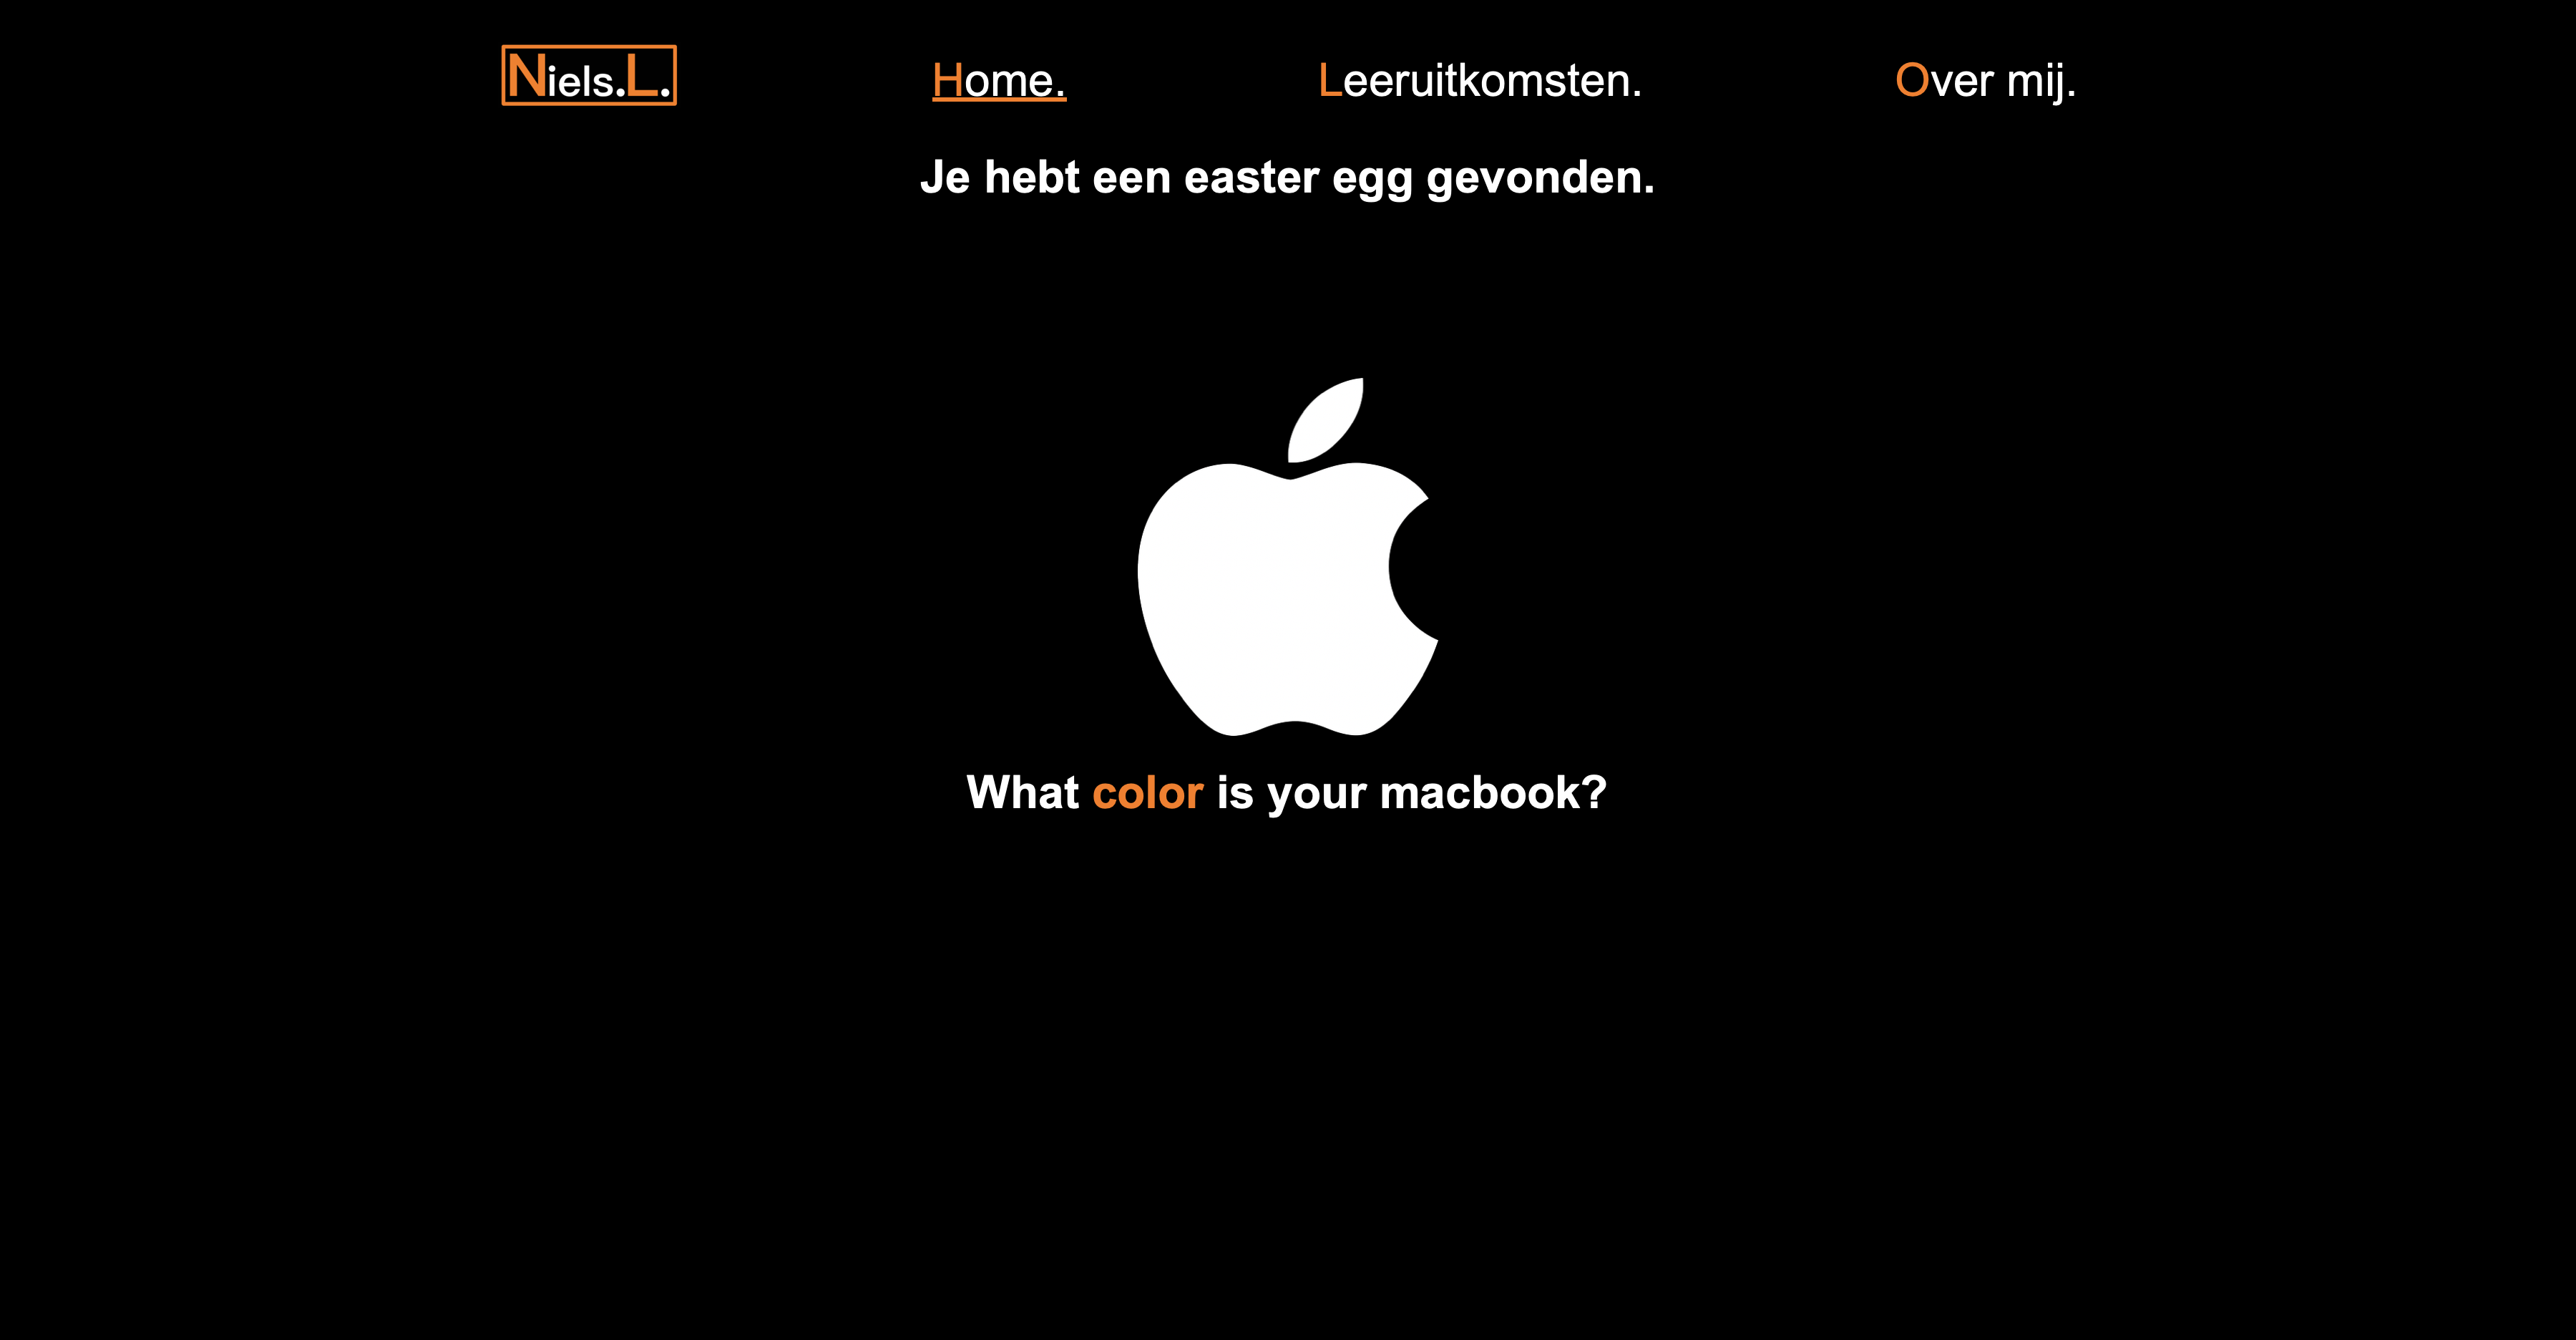 Niels.L.
Home.
Leeruitkomsten.
Over mij.
Je hebt een easter egg gevonden.
What color is your macbook?